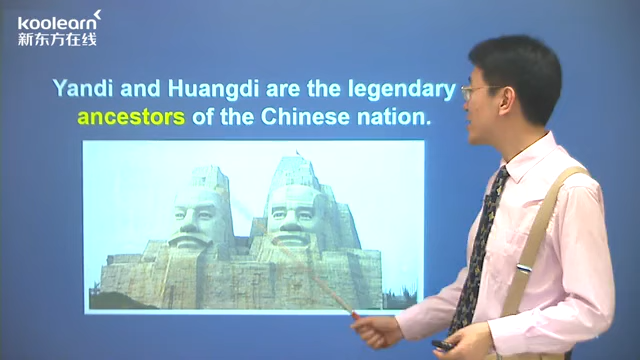 koolearn
新东方在线
Yandi and Huangdi are the legendary
ancestors of the Chinese nation.